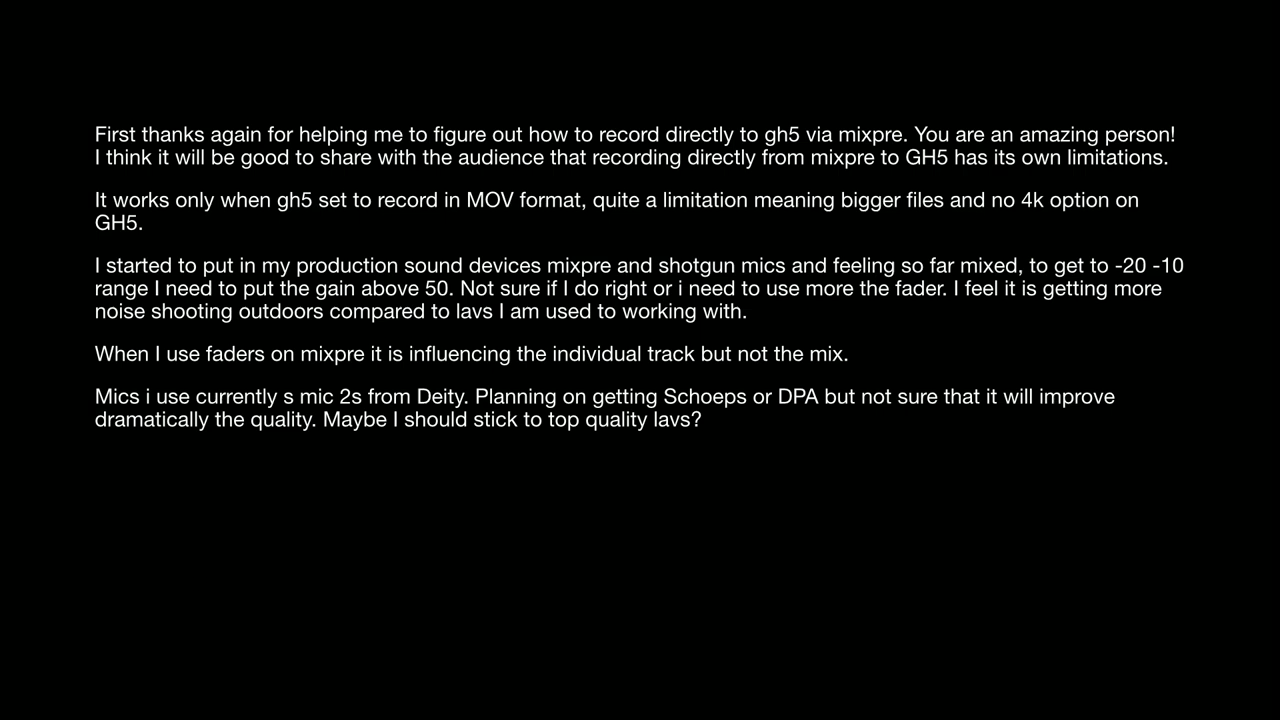 First thanks again for helping me to figure out how to record directly to gh5 via mixpre. You are an amazing person!
I think it will be good to share with the audience that recording directly from mixpre to GH5 has its own limitations.
It works only when gh5 set to record in MOV format, quite a limitation meaning bigger files and no 4k option on
GH5.
I started to put in my production sound devices mixpre and shotgun mics and feeling so far mixed, to get to -20 -10
range I need to put the gain above 50. Not sure if I do right or i need to use more the fader. I feel it is getting more
noise shooting outdoors compared to lavs I am used to working with.
When I use faders on mixpre it is influencing the individual track but not the mix.
Mics i use currently s mic 2s from Deity. Planning on getting Schoeps or DPA but not sure that it will improve
dramatically the quality. Maybe I should stick to top quality lavs?